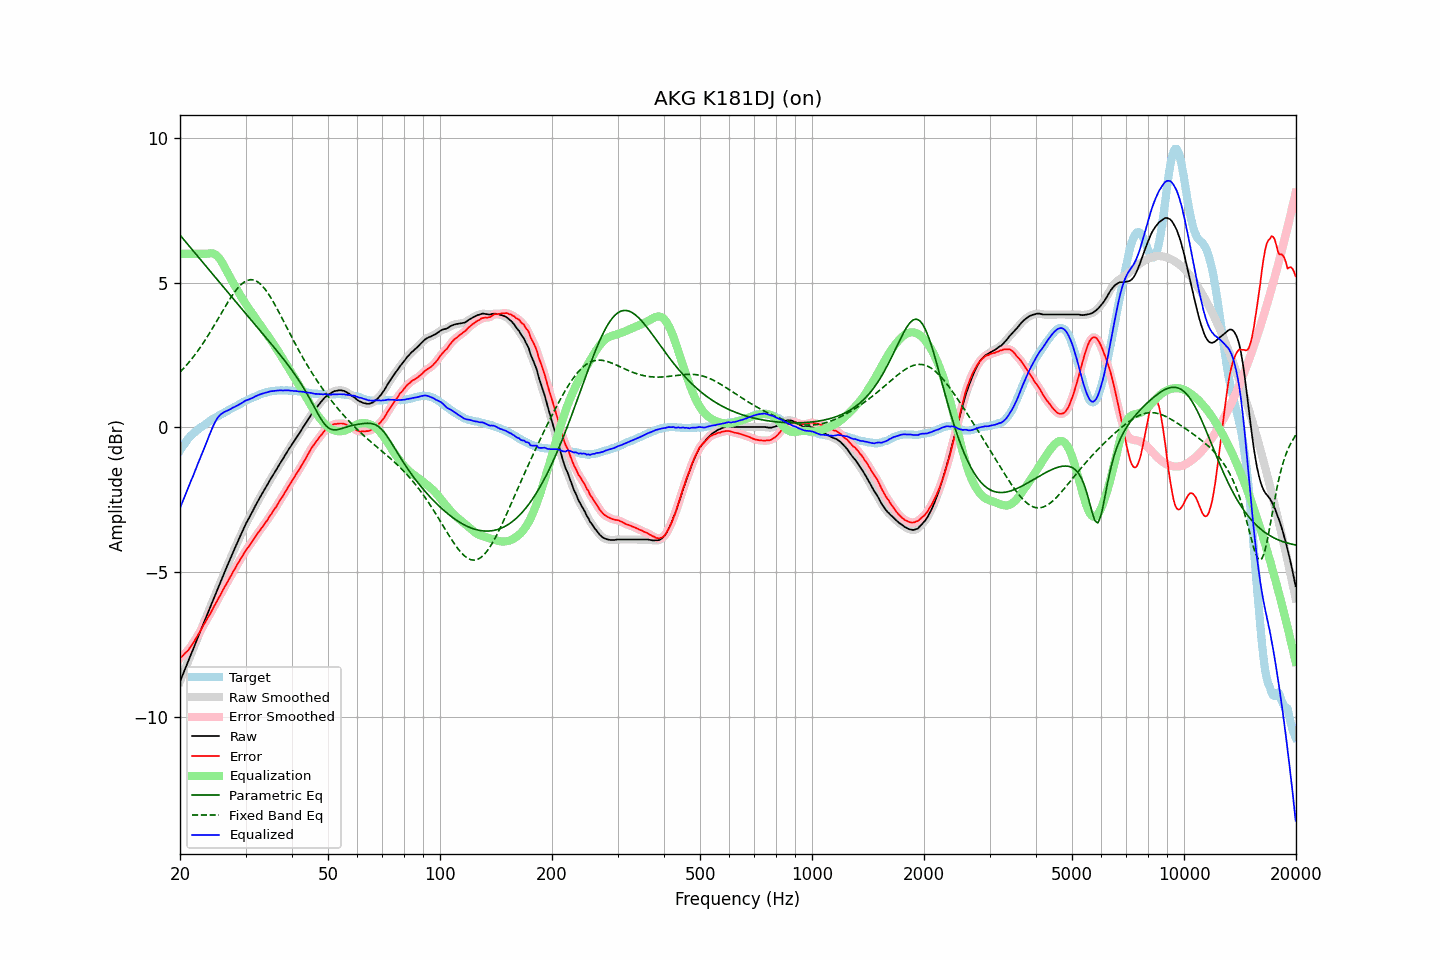 AKG K181DJ (on)
Amplitude (dBr)
10
5
0
−5
−10
Target
Raw Smoothed
Error Smoothed
Raw
Error
Equalization
Parametric Eq
Fixed Band Eq
Equalized
20 50 100 200 500 1000 2000 5000 10000 20000
Frequency (Hz)